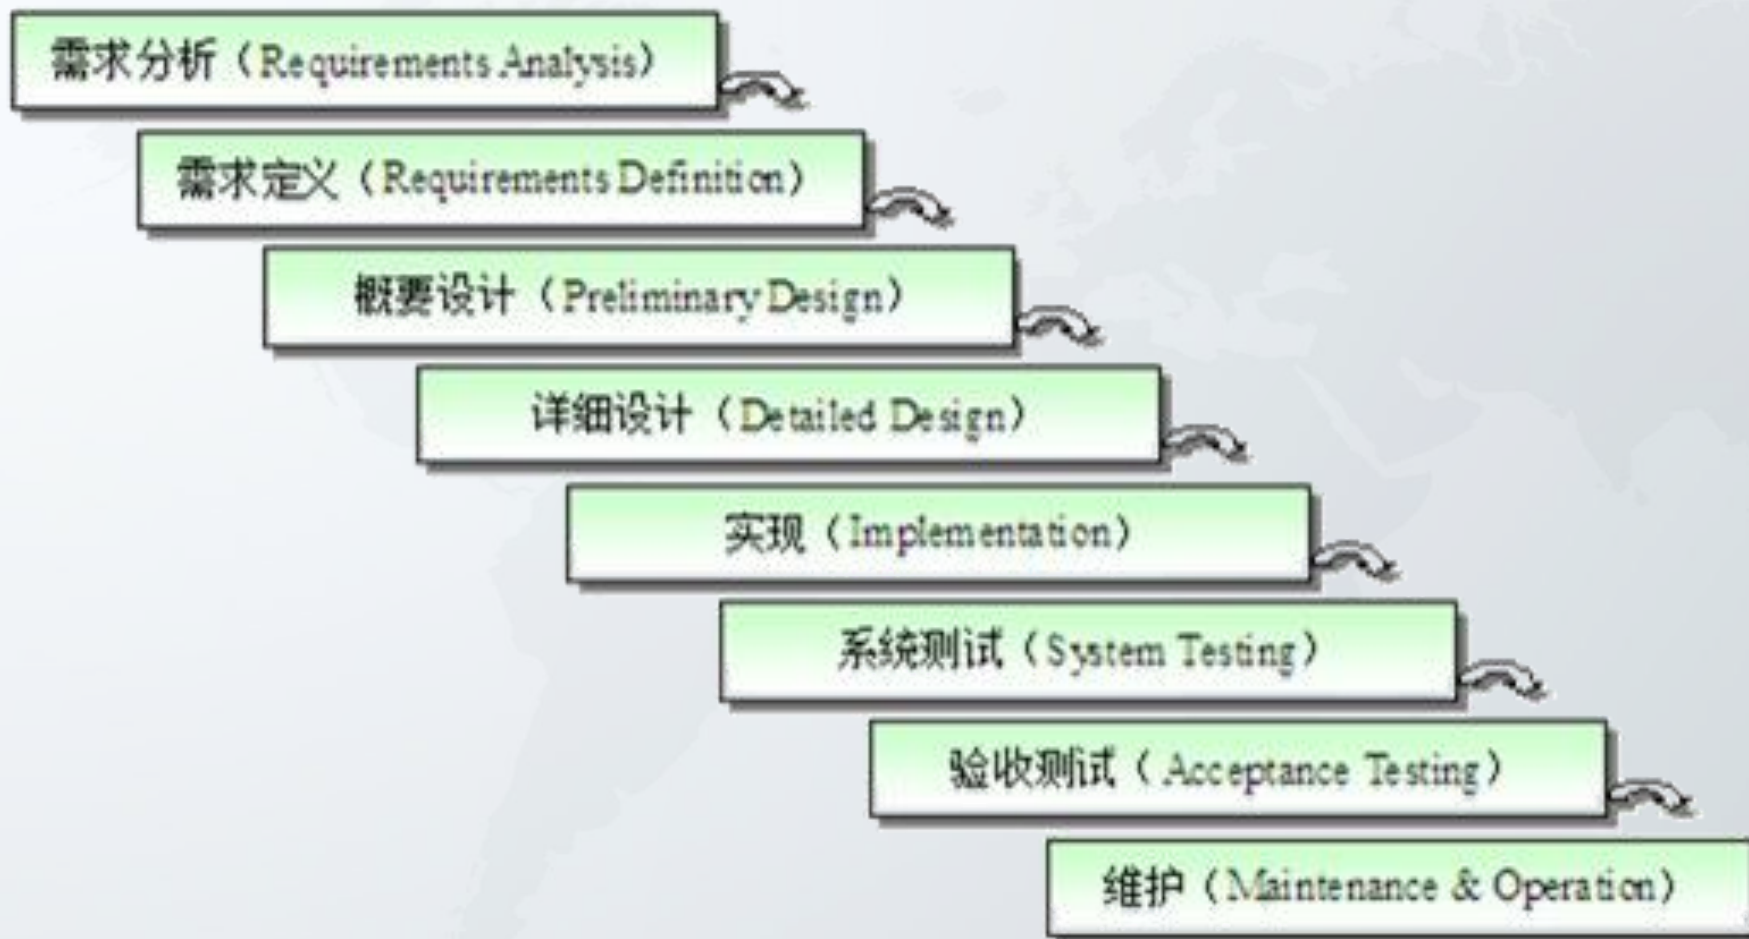 需求分析（Requirements Analysis）
需求定义（Requirements Definition）
概要设计（Preliminary Design）
详细设计（Detailed Design）
实现（Implementation）
系统测试（System Testing）
验收测试（Acceptance Testing）
维护（Maintenance & Operation）